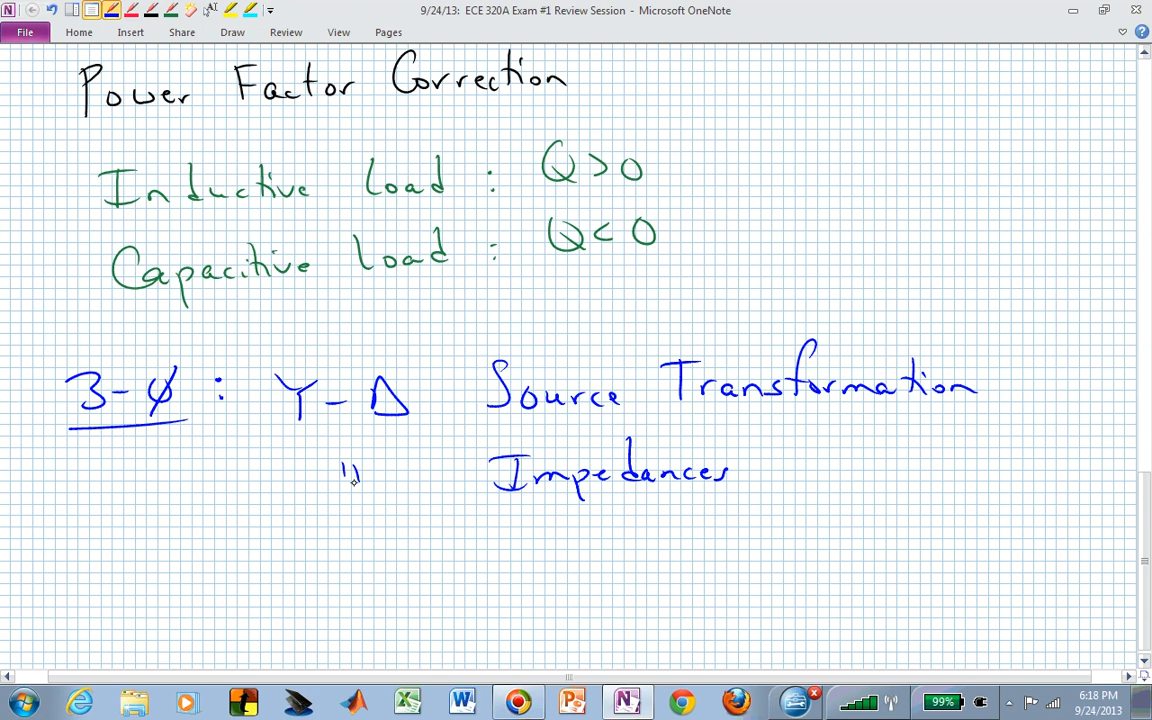 9/24/13: ECE 320A Exam #1 Review Session - Microsoft OneNote
File Home Insert Share Draw Review View Pages
Power Factor Correction
Inductive load : Q > 0
Capacitive load : Q < 0
3-φ : Y - Δ Source Transformation
" Impedances
99% 6:18 PM
9/24/2013